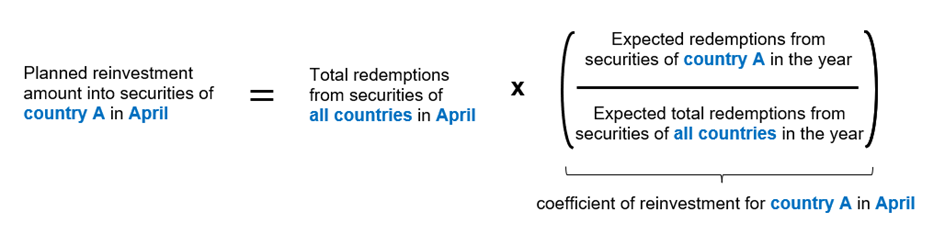 Planned reinvestment
amount into securities of
country A in April
=
Total redemptions
from securities of
all countries in April
x
Expected redemptions from
securities of country A in the year
Expected total redemptions from
securities of all countries in the year
coefficient of reinvestment for country A in April